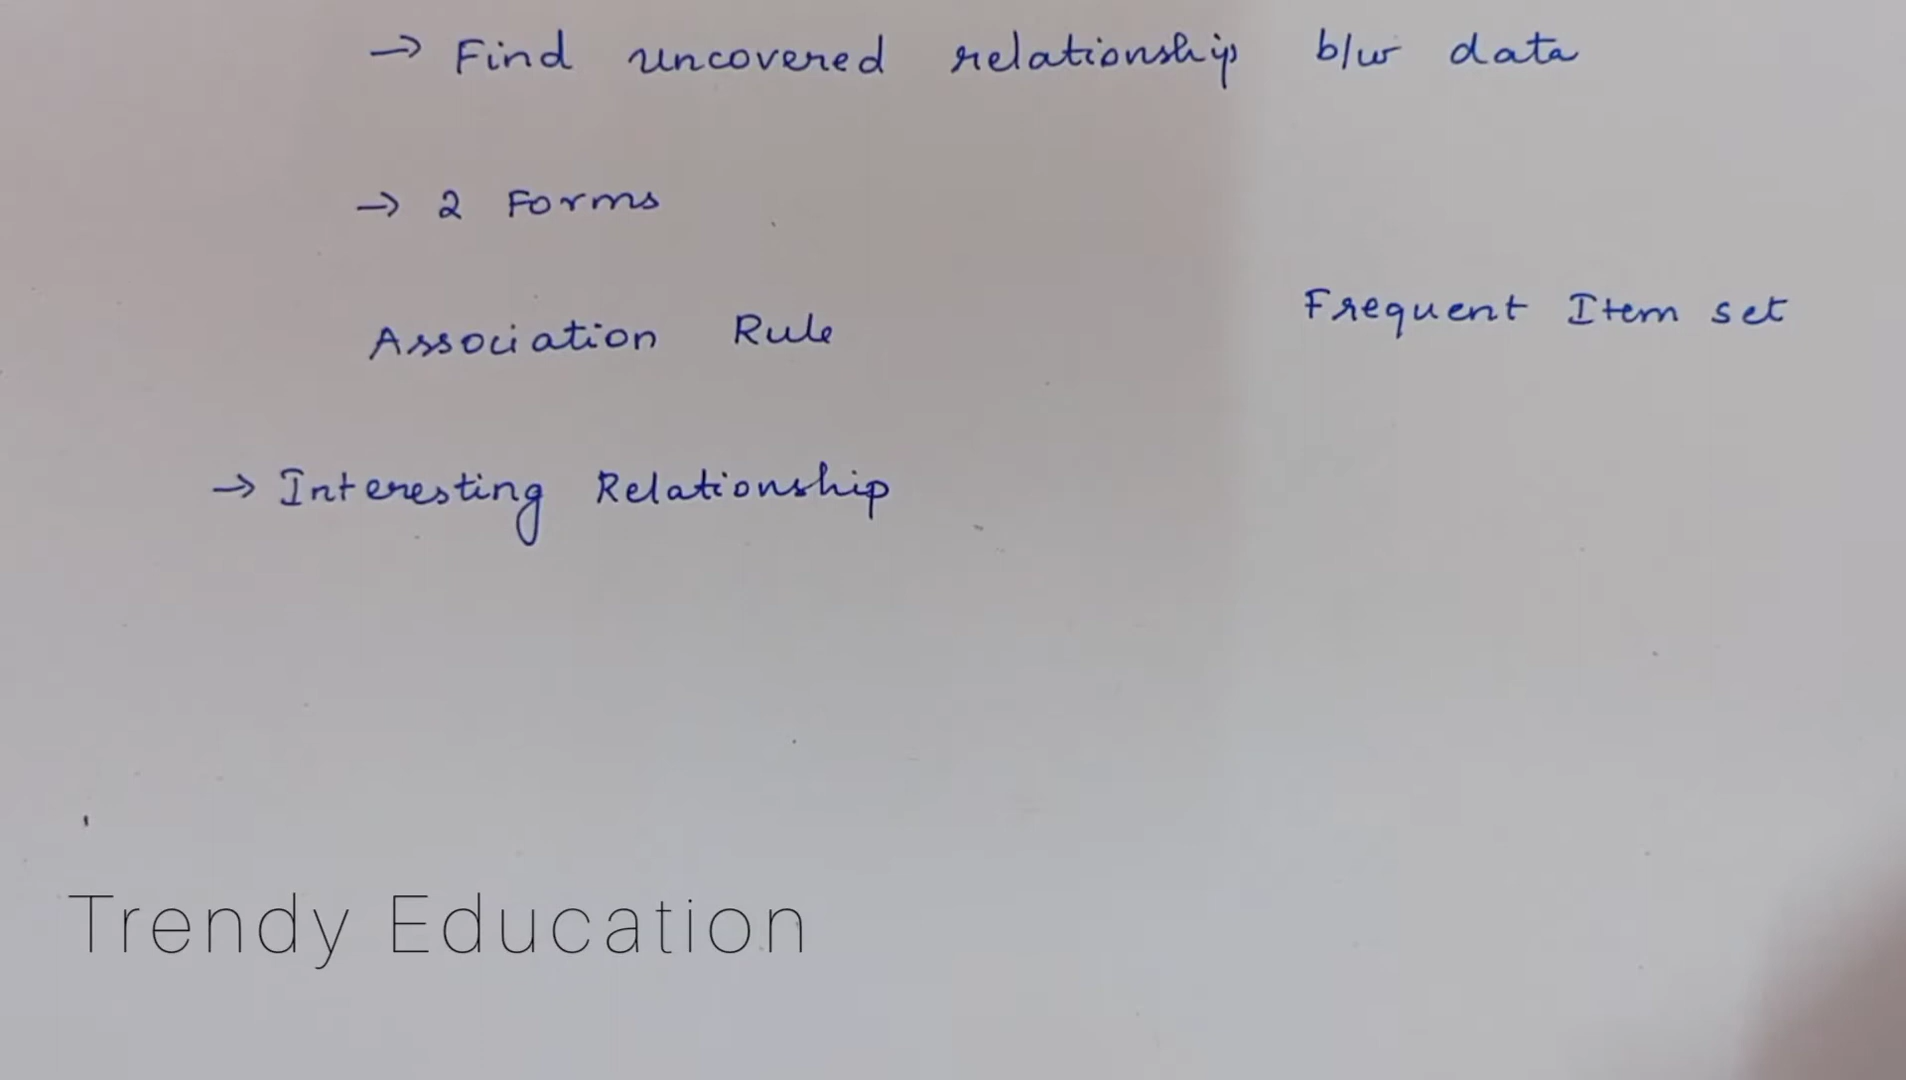 → Find uncovered relationship b/w data
→ 2 Forms
Association Rule
Frequent Item set
→ Interesting Relationship
Trendy Education